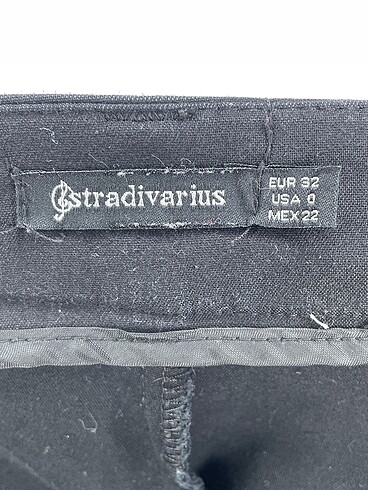 stradivarius
EUR 32
USA 0
MEX 22